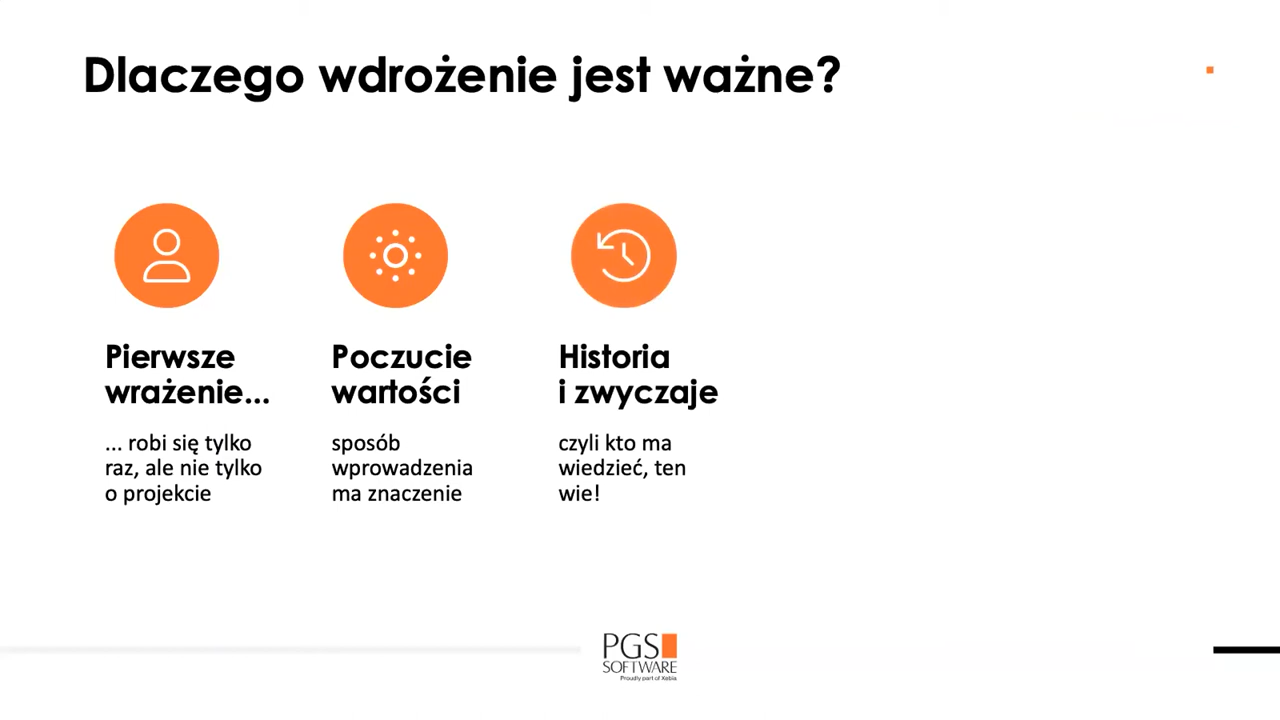 Dlaczego wdrożenie jest ważne?
Pierwsze
wrażenie...
... robi się tylko
raz, ale nie tylko
o projekcie
Poczucie
wartości
sposób
wprowadzenia
ma znaczenie
Historia
i zwyczaje
czyli kto ma
wiedzieć, ten
wie!
PGS
SOFTWARE
Proudly part of Xebia